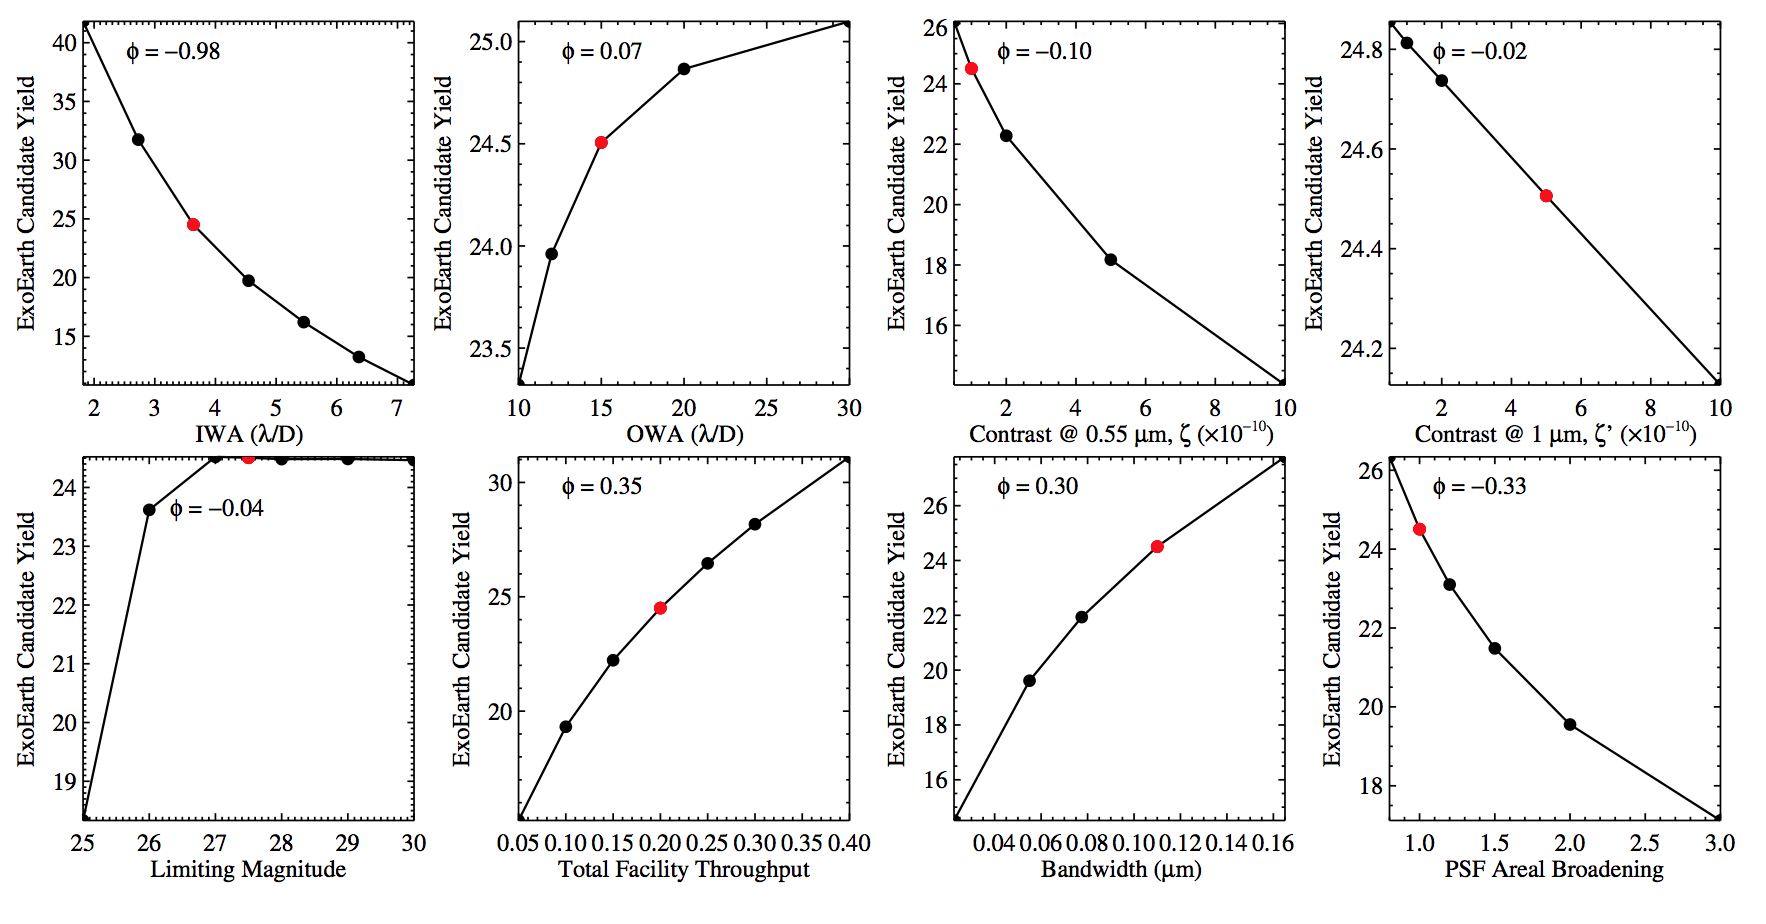 ExoEarth Candidate Yield
40
35
30
25
20
15
ϕ = −0.98
2 3 4 5 6 7
IWA (λ/D)
ExoEarth Candidate Yield
25.0
24.5
24.0
23.5
ϕ = 0.07
10 15 20 25 30
OWA (λ/D)
ExoEarth Candidate Yield
26
24
22
20
18
16
ϕ = −0.10
2 4 6 8 10
Contrast @ 0.55 μm, ζ (×10⁻¹⁰)
ExoEarth Candidate Yield
24.8
24.6
24.4
24.2
ϕ = −0.02
2 4 6 8 10
Contrast @ 1 μm, ζ’ (×10⁻¹⁰)
ExoEarth Candidate Yield
24
23
22
21
20
19
ϕ = −0.04
25 26 27 28 29 30
Limiting Magnitude
ExoEarth Candidate Yield
30
25
20
ϕ = 0.35
0.05 0.10 0.15 0.20 0.25 0.30 0.35 0.40
Total Facility Throughput
ExoEarth Candidate Yield
26
24
22
20
18
16
ϕ = 0.30
0.04 0.06 0.08 0.10 0.12 0.14 0.16
Bandwidth (μm)
ExoEarth Candidate Yield
26
24
22
20
18
ϕ = −0.33
1.0 1.5 2.0 2.5 3.0
PSF Areal Broadening